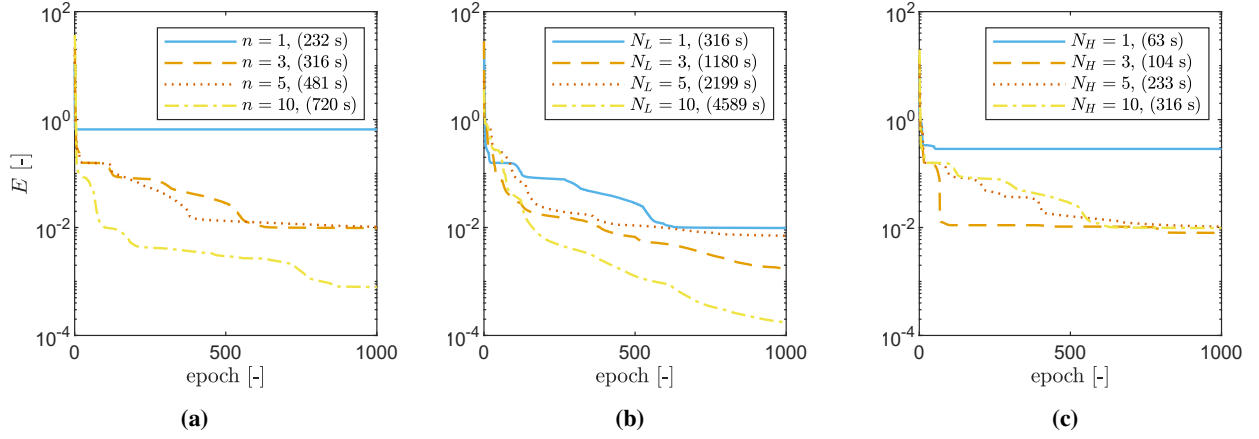 10^2
10^0
10^-2
10^-4
E [-]
n = 1, (232 s)
n = 3, (316 s)
n = 5, (481 s)
n = 10, (720 s)
0
500
1000
epoch [-]
(a)
10^2
10^0
10^-2
10^-4
N_L = 1, (316 s)
N_L = 3, (1180 s)
N_L = 5, (2199 s)
N_L = 10, (4589 s)
0
500
1000
epoch [-]
(b)
10^2
10^0
10^-2
10^-4
N_H = 1, (63 s)
N_H = 3, (104 s)
N_H = 5, (233 s)
N_H = 10, (316 s)
0
500
1000
epoch [-]
(c)